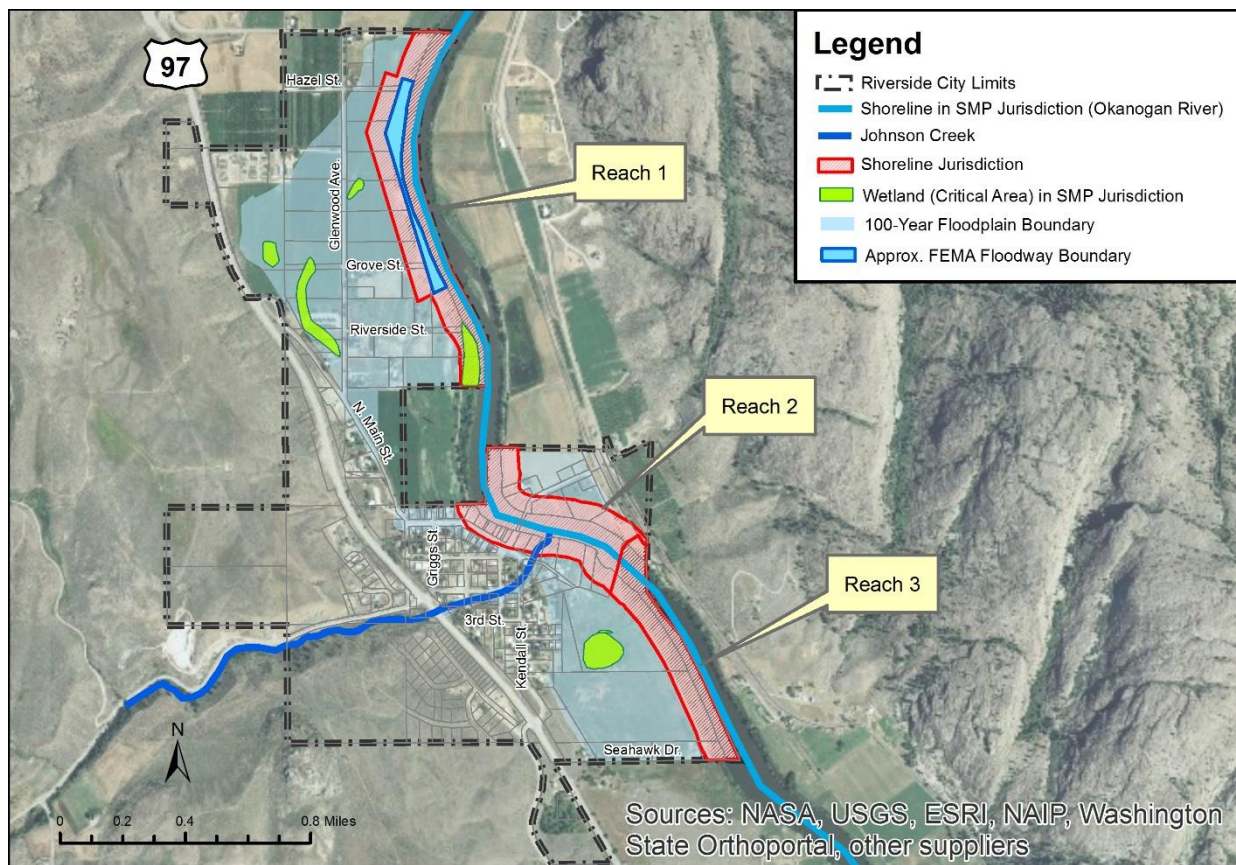 97
Hazel St.
Glenwood Ave.
Grove St.
Riverside St.
N. Main St.
Griggs St.
3rd St.
Kendall St.
Seahawk Dr.
Reach 1
Reach 2
Reach 3
Legend
Riverside City Limits
Shoreline in SMP Jurisdiction (Okanogan River)
Johnson Creek
Shoreline Jurisdiction
Wetland (Critical Area) in SMP Jurisdiction
100-Year Floodplain Boundary
Approx. FEMA Floodway Boundary
N
0 0.2 0.4 0.8 Miles
Sources: NASA, USGS, ESRI, NAIP, Washington
State Orthoportal, other suppliers